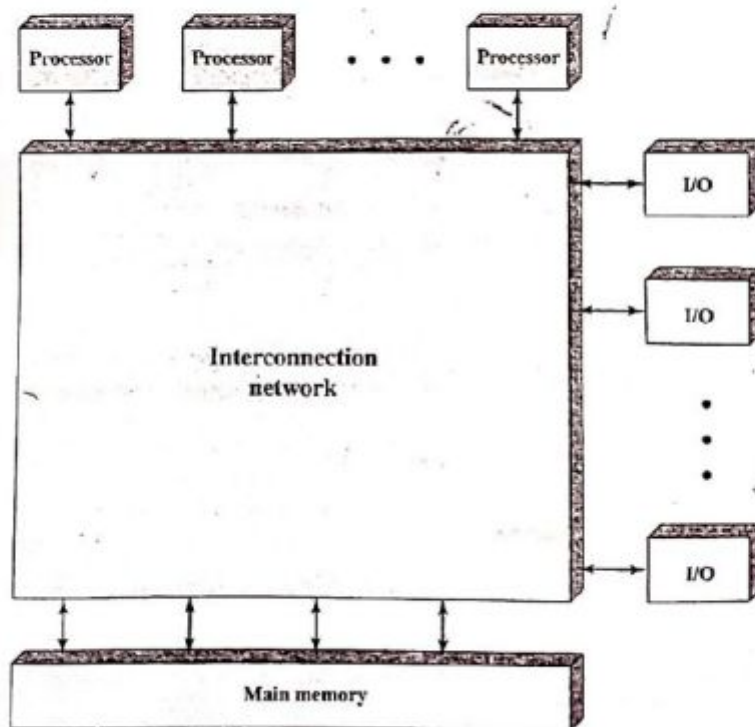 Processor
Processor
Processor
I/O
I/O
Interconnection
network
I/O
Main memory